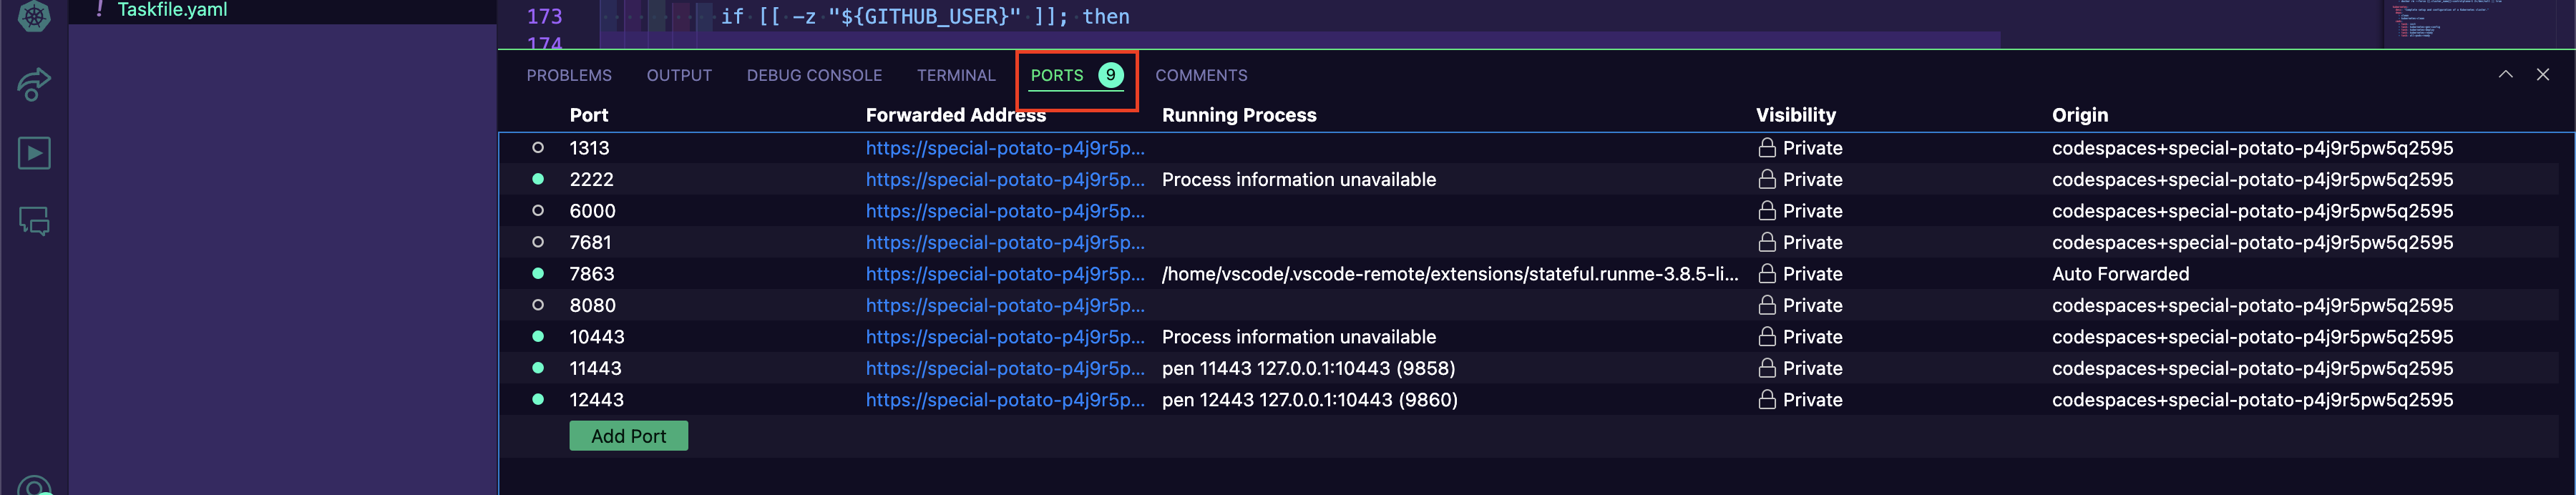 ! Taskfile.yaml
173 if [[ -z "${GITHUB_USER}" ]]; then
174
PROBLEMS OUTPUT DEBUG CONSOLE TERMINAL PORTS 9 COMMENTS
Port Forwarded Address Running Process Visibility Origin
1313 https://special-potato-p4j9r5p... Private codespaces+special-potato-p4j9r5pw5q2595
2222 https://special-potato-p4j9r5p... Process information unavailable Private codespaces+special-potato-p4j9r5pw5q2595
6000 https://special-potato-p4j9r5p... Private codespaces+special-potato-p4j9r5pw5q2595
7681 https://special-potato-p4j9r5p... Private codespaces+special-potato-p4j9r5pw5q2595
7863 https://special-potato-p4j9r5p... /home/vscode/.vscode-remote/extensions/stateful.runme-3.8.5-li... Private Auto Forwarded
8080 https://special-potato-p4j9r5p... Private codespaces+special-potato-p4j9r5pw5q2595
10443 https://special-potato-p4j9r5p... Process information unavailable Private codespaces+special-potato-p4j9r5pw5q2595
11443 https://special-potato-p4j9r5p... pen 11443 127.0.0.1:10443 (9858) Private codespaces+special-potato-p4j9r5pw5q2595
12443 https://special-potato-p4j9r5p... pen 12443 127.0.0.1:10443 (9860) Private codespaces+special-potato-p4j9r5pw5q2595
Add Port